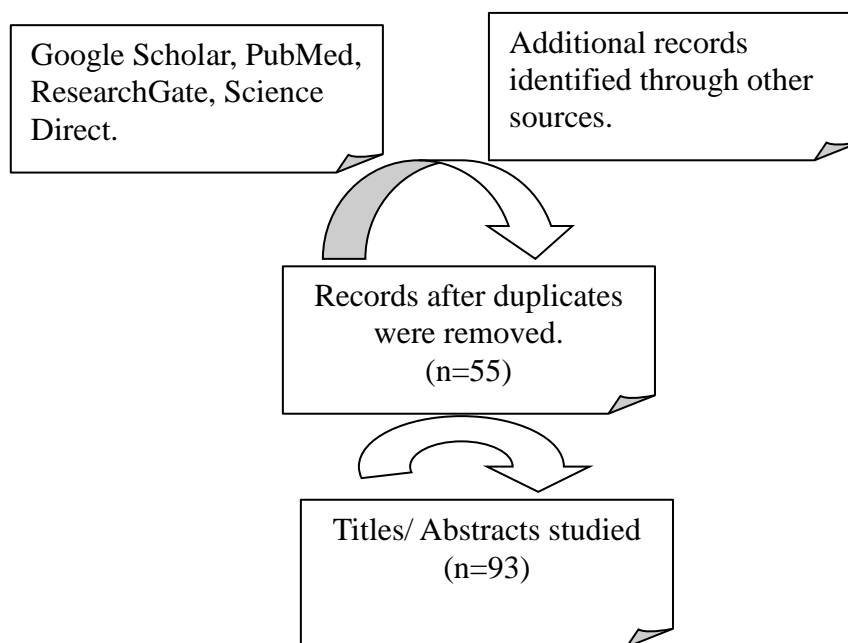 Google Scholar, PubMed,
ResearchGate, Science
Direct.
Additional records
identified through other
sources.
Records after duplicates
were removed.
(n=55)
Titles/ Abstracts studied
(n=93)